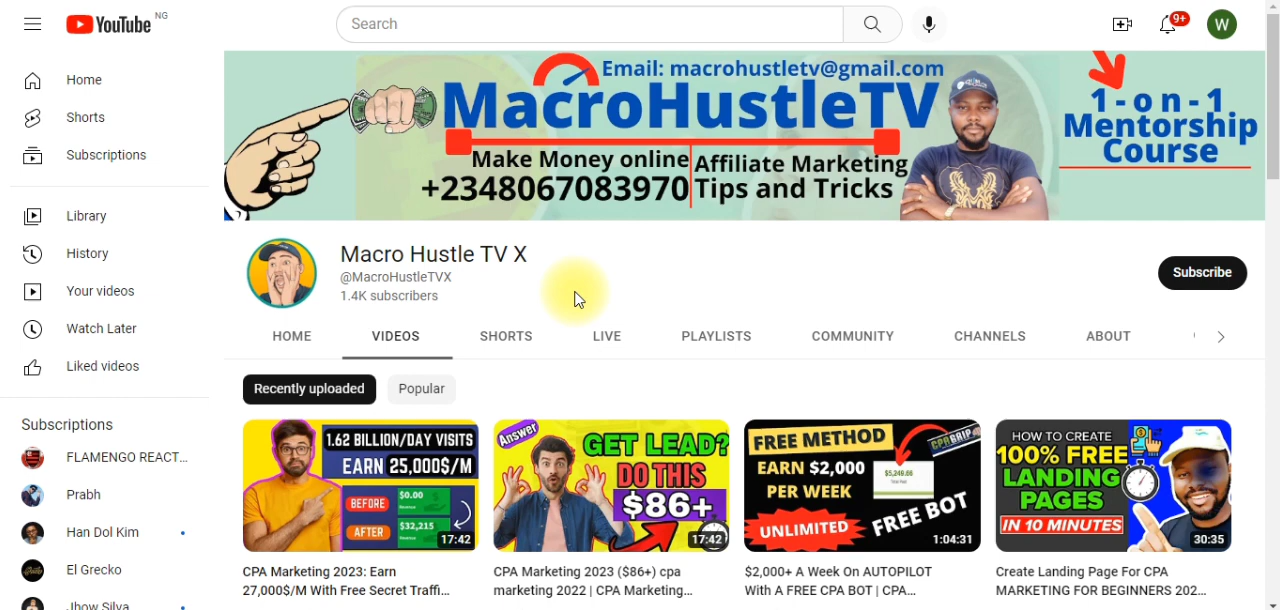 YouTube NG
Search
9+
W
Home
Shorts
Subscriptions
Library
History
Your videos
Watch Later
Liked videos
Subscriptions
FLAMENGO REACT...
Prabh
Han Dol Kim
El Grecko
Jhow Silva
Email: macrohustletv@gmail.com
MacroHustleTV
Make Money online
+2348067083970
Affiliate Marketing
Tips and Tricks
1-on-1
Mentorship
Course
Macro Hustle TV X
@MacroHustleTVX
1.4K subscribers
Subscribe
HOME VIDEOS SHORTS LIVE PLAYLISTS COMMUNITY CHANNELS ABOUT
Recently uploaded Popular
1.62 BILLION/DAY VISITS
EARN 25,000$/M
BEFORE
$0.00
Revenue
AFTER
$32,215
Revenue
17:42
CPA Marketing 2023: Earn
27,000$/M With Free Secret Traffi...
Answer
GET LEAD?
DO THIS
$86+
17:42
CPA Marketing 2023 ($86+) cpa
marketing 2022 | CPA Marketing...
FREE METHOD
CPAGRIP
EARN $2,000
PER WEEK
$5,249.66
UNLIMITED
FREE BOT
1:04:31
$2,000+ A Week On AUTOPILOT
With A FREE CPA BOT | CPA...
HOW TO CREATE
100% FREE
LANDING
PAGES
IN 10 MINUTES
30:35
Create Landing Page For CPA
MARKETING FOR BEGINNERS 202...